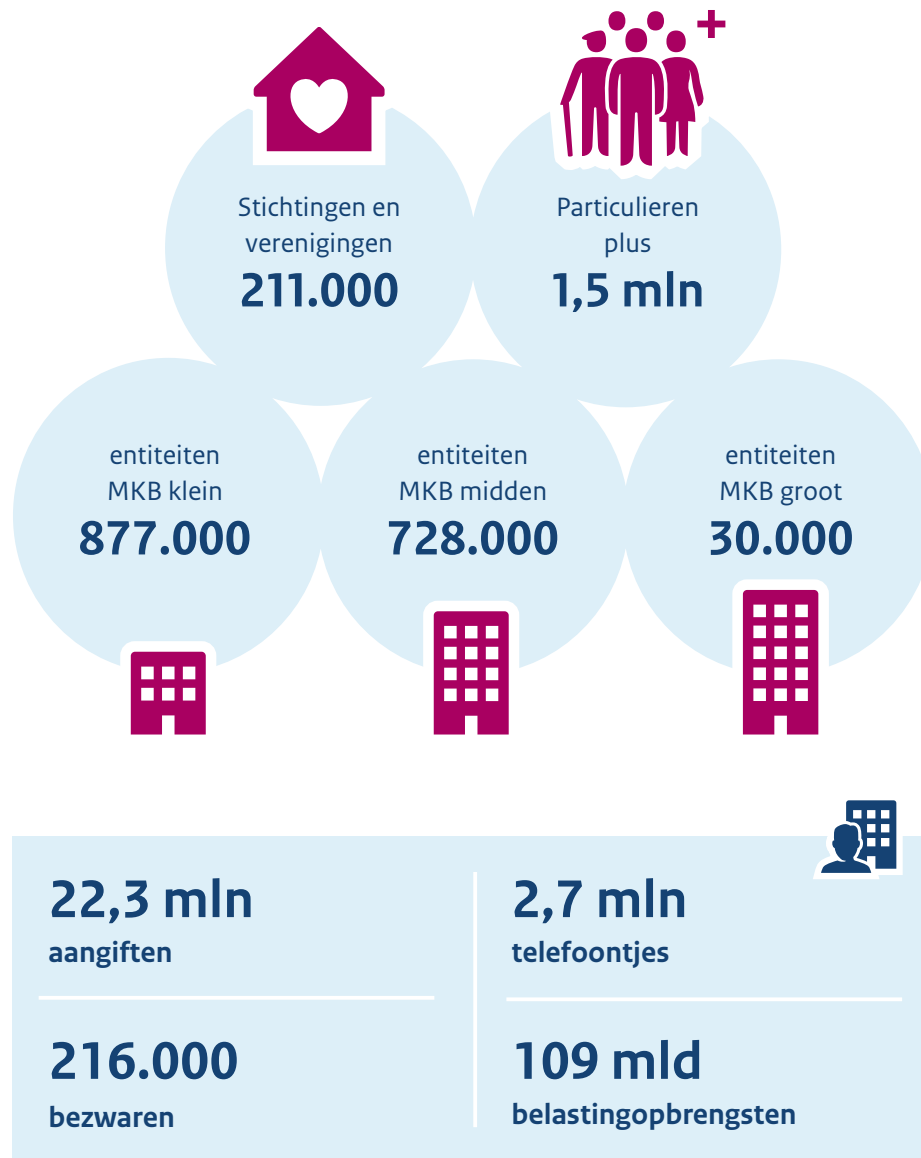 Stichtingen en
verenigingen
211.000
Particulieren
plus
1,5 mln
entiteiten
MKB klein
877.000
entiteiten
MKB midden
728.000
entiteiten
MKB groot
30.000
22,3 mln
aangiften
2,7 mln
telefoontjes
216.000
bezwaren
109 mld
belastingopbrengsten